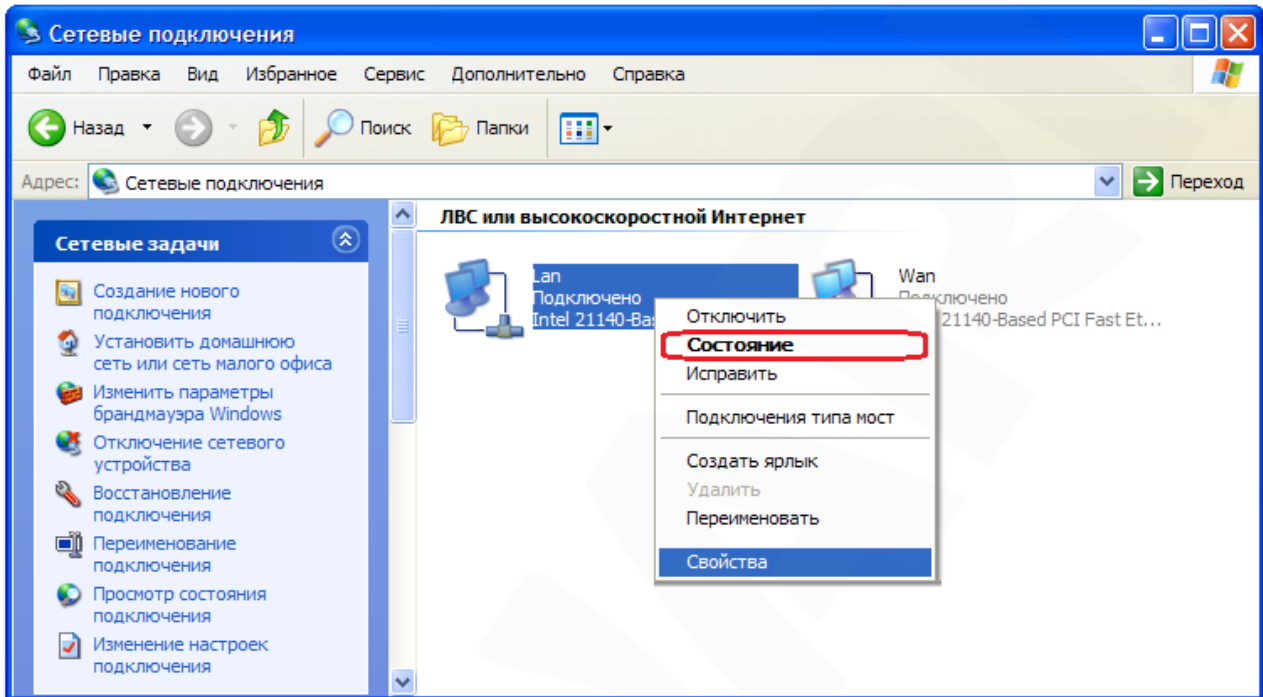 Сетевые подключения
Файл Правка Вид Избранное Сервис Дополнительно Справка
Назад Поиск Папки
Адрес: Сетевые подключения Переход
Сетевые задачи
Создание нового
подключения
Установить домашнюю
сеть или сеть малого офиса
Изменить параметры
брандмауэра Windows
Отключение сетевого
устройства
Восстановление
подключения
Переименование
подключения
Просмотр состояния
подключения
Изменение настроек
подключения
ЛВС или высокоскоростной Интернет
Lan
Подключено
Intel 21140-Ba
Wan
Подключено
21140-Based PCI Fast Et...
Отключить
Состояние
Исправить
Подключения типа мост
Создать ярлык
Удалить
Переименовать
Свойства